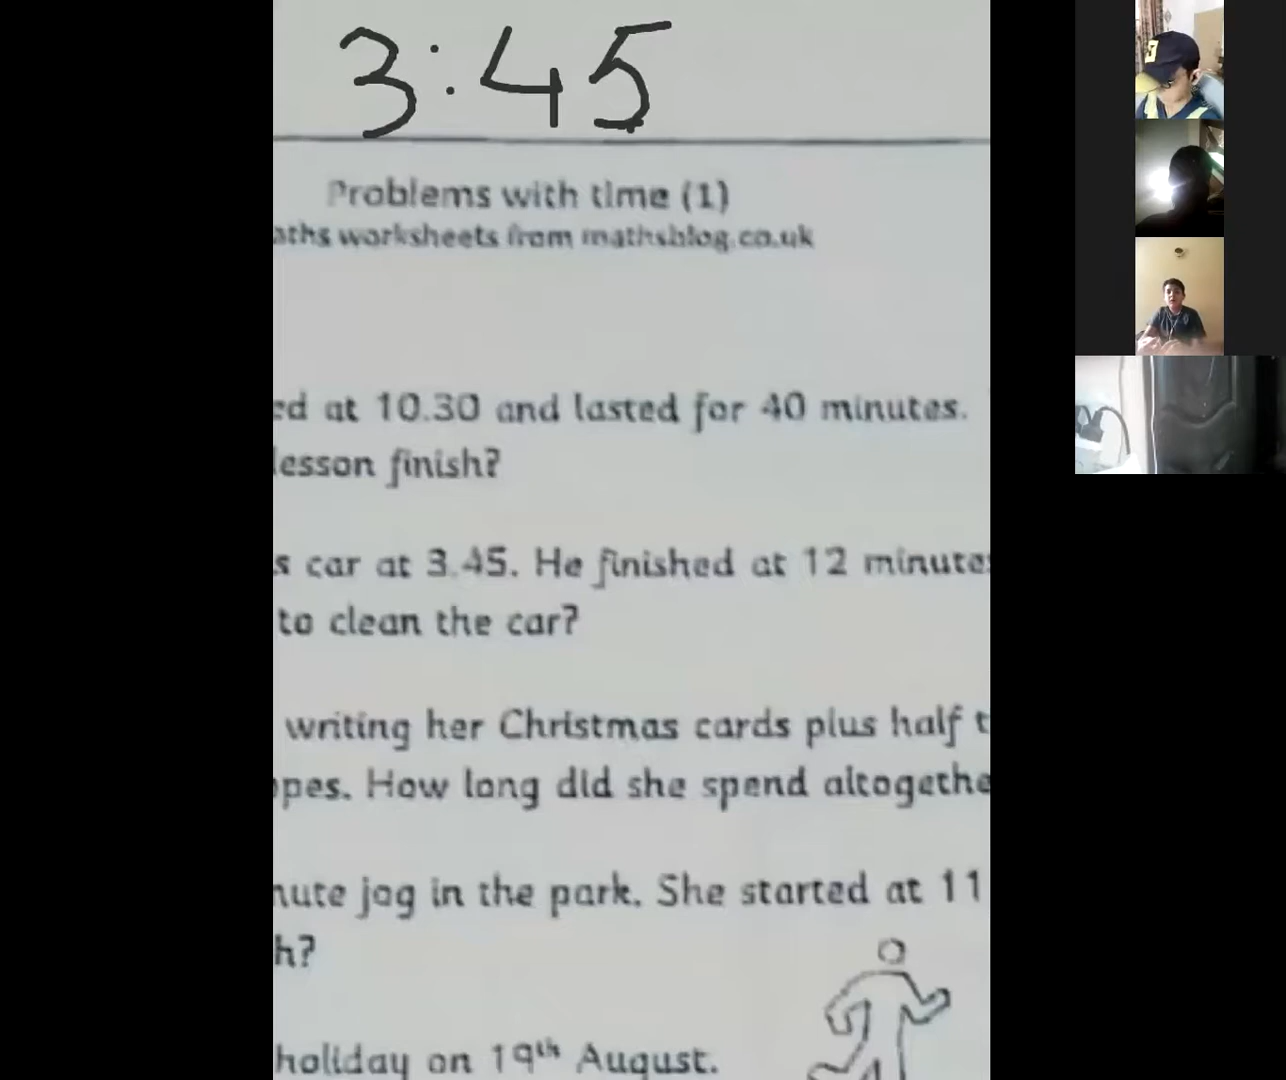 3:45
Problems with time (1)
aths worksheets from mathsblog.co.uk
ed at 10.30 and lasted for 40 minutes.
lesson finish?
s car at 3.45. He finished at 12 minutes
to clean the car?
writing her Christmas cards plus half t
opes. How long did she spend altogethe
nute jog in the park. She started at 11
h?
holiday on 19th August.